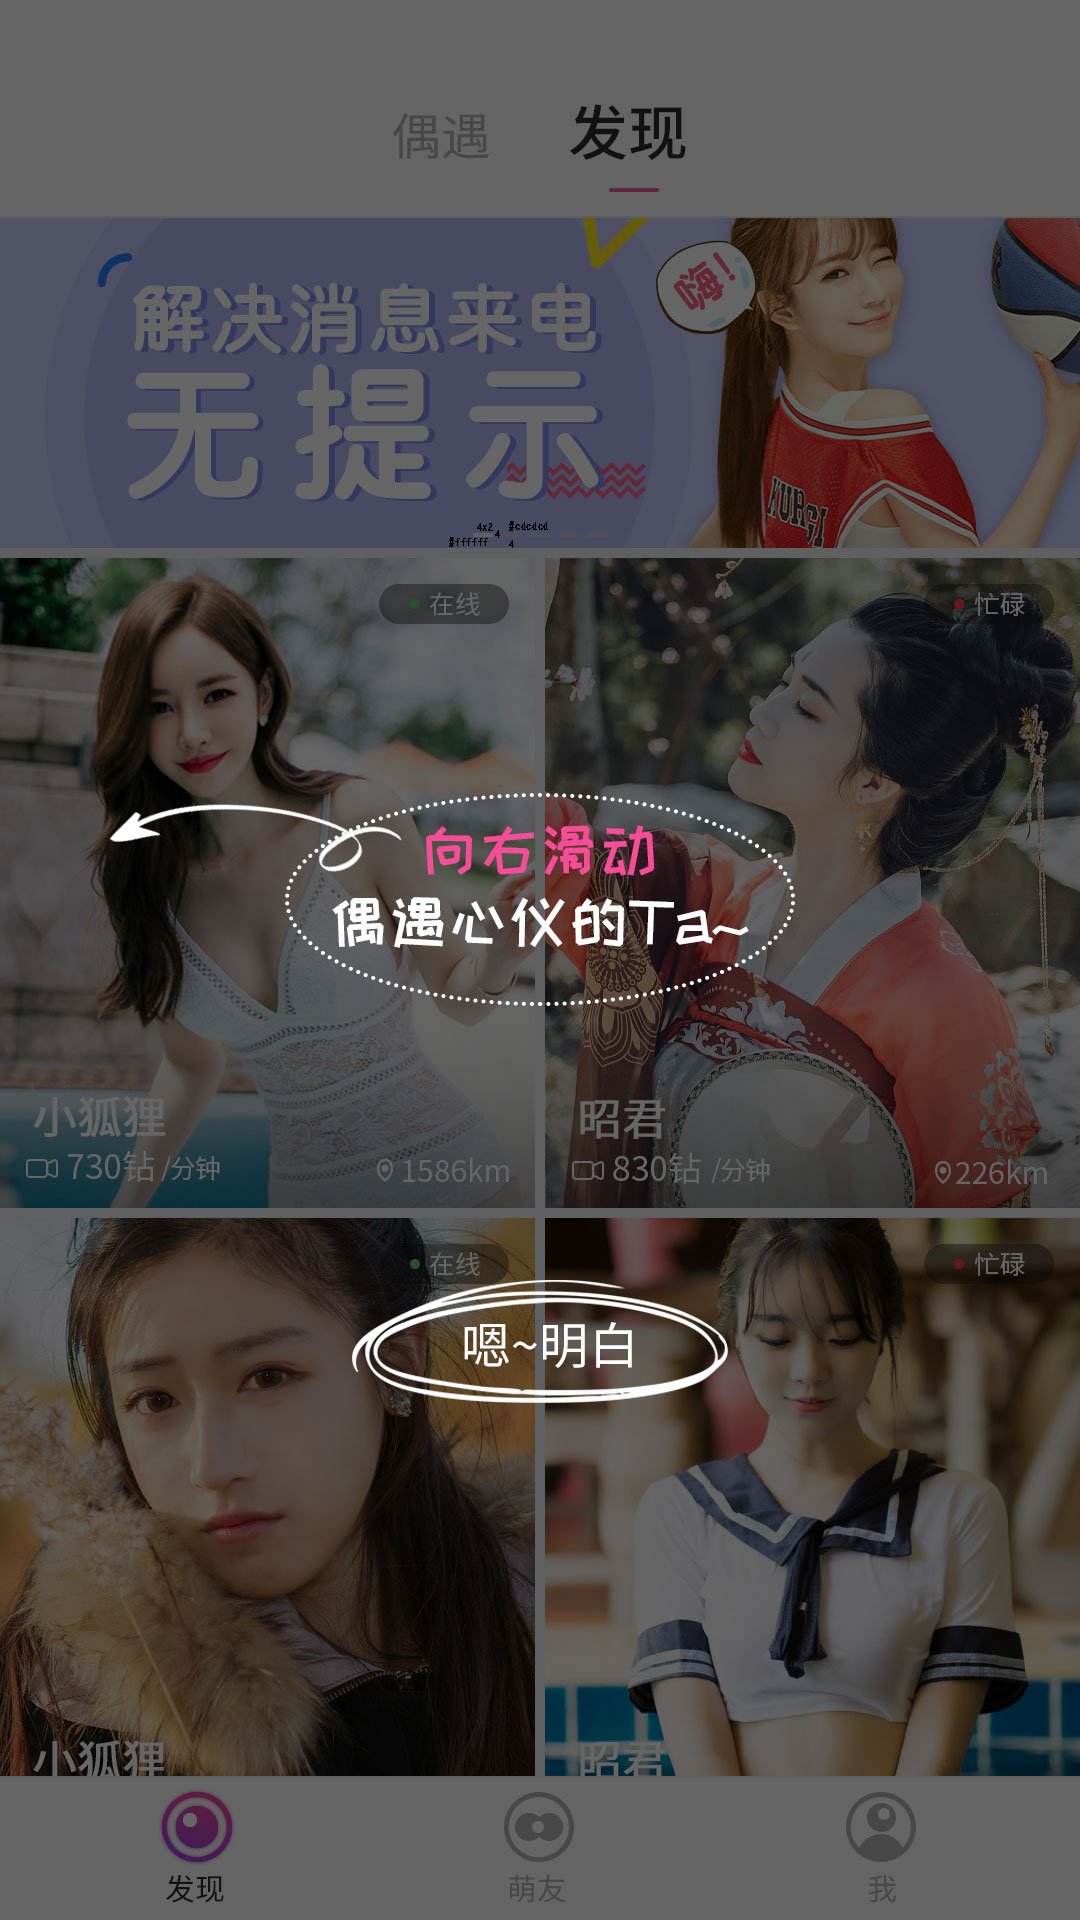 偶遇 发现
嗨!
解决消息来电
无提示
4x2 4 #cdcdcd
#ffffff 4
KURGI
在线
忙碌
向右滑动
偶遇心仪的Ta~
小狐狸
昭君
730钻 /分钟
1586km
830钻 /分钟
226km
在线
忙碌
嗯~明白
小狐狸
昭君
发现
萌友
我